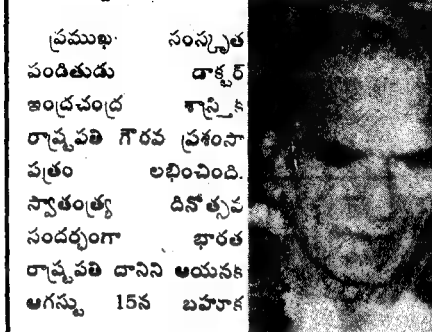 ప్రముఖ సంస్కృత
పండితుడు డాక్టర్
ఇంద్రచంద్ర శాస్త్రికి
రాష్ట్రపతి గౌరవ ప్రశంసా
పత్రం లభించింది.
స్వాతంత్ర్య దినోత్సవ
సందర్భంగా భారత
రాష్ట్రపతి దానిని ఆయనకి
ఆగస్టు 15న బహూక